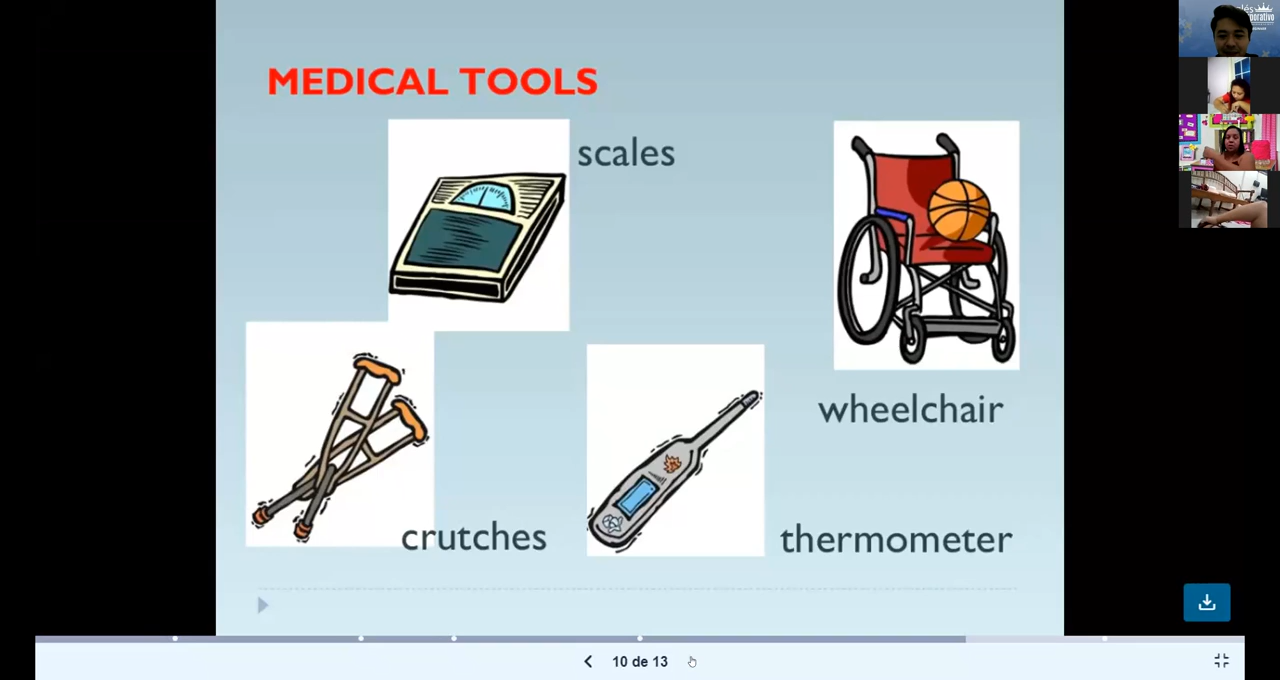 MEDICAL TOOLS
scales
wheelchair
crutches
thermometer
10 de 13